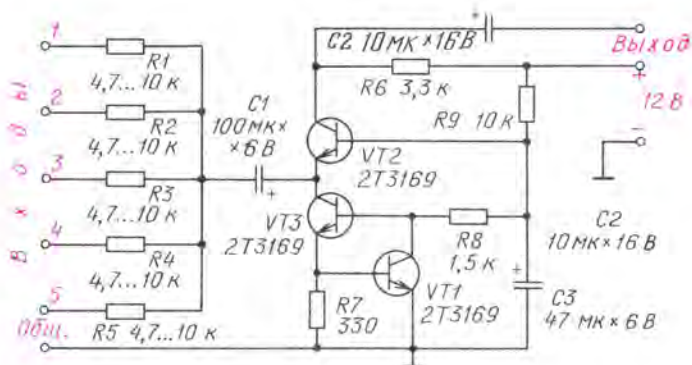 1
R1
4,7...10 к
2
R2
4,7...10 к
3
R3
4,7...10 к
4
R4
4,7...10 к
5
R5 4,7...10 к
Входы
Общ.
C1
100 мк×
×6 В
+
C2 10мк×16В
Выход
R6 3,3 к
+
12 В
-
R9 10 к
VT2
2Т3169
VT3
2Т3169
R8
1,5 к
VT1
2Т3169
R7
330
C2
10 мк×16 В
+
C3
47 мк×6 В